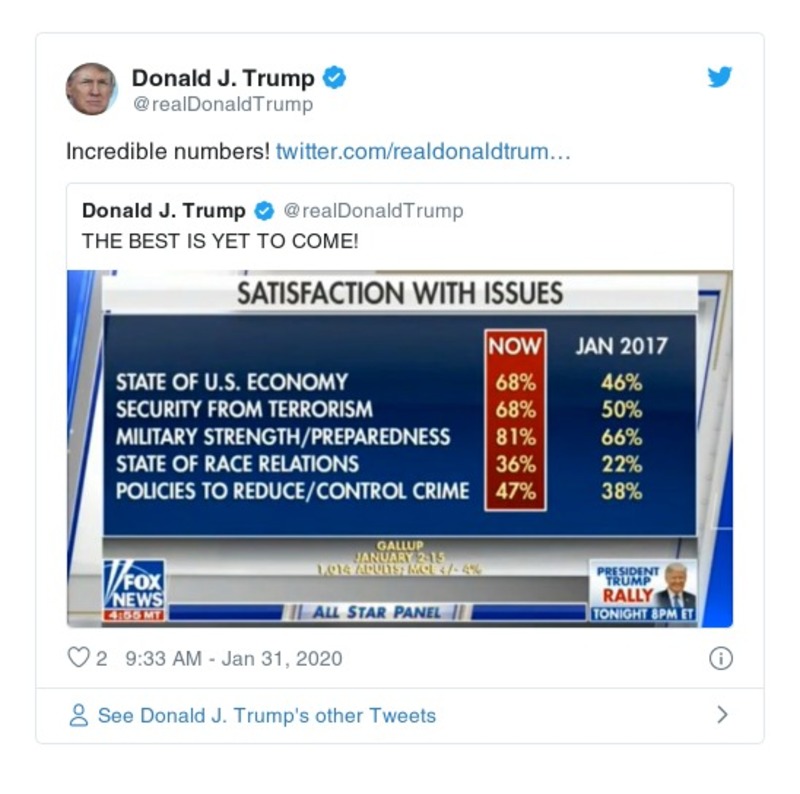 Donald J. Trump
@realDonaldTrump
Incredible numbers! twitter.com/realdonaldtrum…
Donald J. Trump @realDonaldTrump
THE BEST IS YET TO COME!
SATISFACTION WITH ISSUES
NOW JAN 2017
STATE OF U.S. ECONOMY 68% 46%
SECURITY FROM TERRORISM 68% 50%
MILITARY STRENGTH/PREPAREDNESS 81% 66%
STATE OF RACE RELATIONS 36% 22%
POLICIES TO REDUCE/CONTROL CRIME 47% 38%
GALLUP
JANUARY 2-15
1,014 ADULTS; MOE +/- 4%
FOX
NEWS
4:55 MT
ALL STAR PANEL
PRESIDENT
TRUMP
RALLY
TONIGHT 8PM ET
2 9:33 AM - Jan 31, 2020
See Donald J. Trump's other Tweets